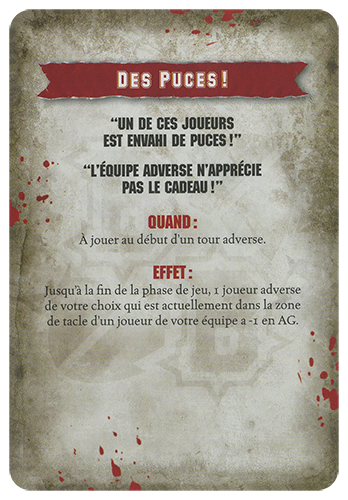 DES PUCES !
“UN DE CES JOUEURS
EST ENVAHI DE PUCES !”
“L'ÉQUIPE ADVERSE N'APPRÉCIE
PAS LE CADEAU !”
QUAND :
À jouer au début d'un tour adverse.
EFFET :
Jusqu'à la fin de la phase de jeu, 1 joueur adverse
de votre choix qui est actuellement dans la zone
de tacle d'un joueur de votre équipe a -1 en AG.